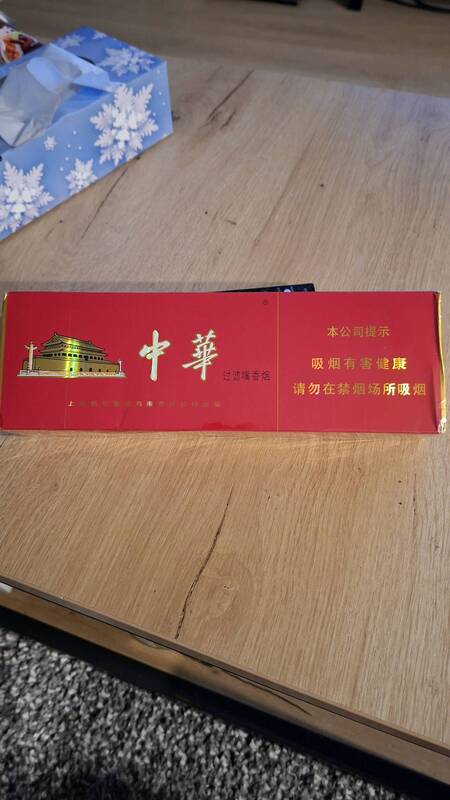 ®
中華
过滤嘴香烟
本公司提示
吸烟有害健康
请勿在禁烟场所吸烟